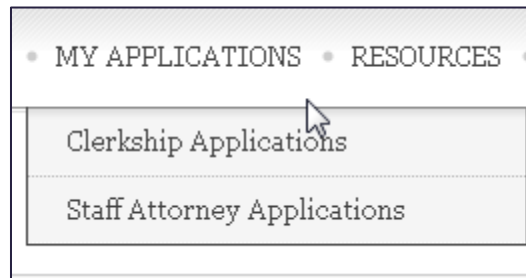 • MY APPLICATIONS • RESOURCES •
Clerkship Applications
Staff Attorney Applications